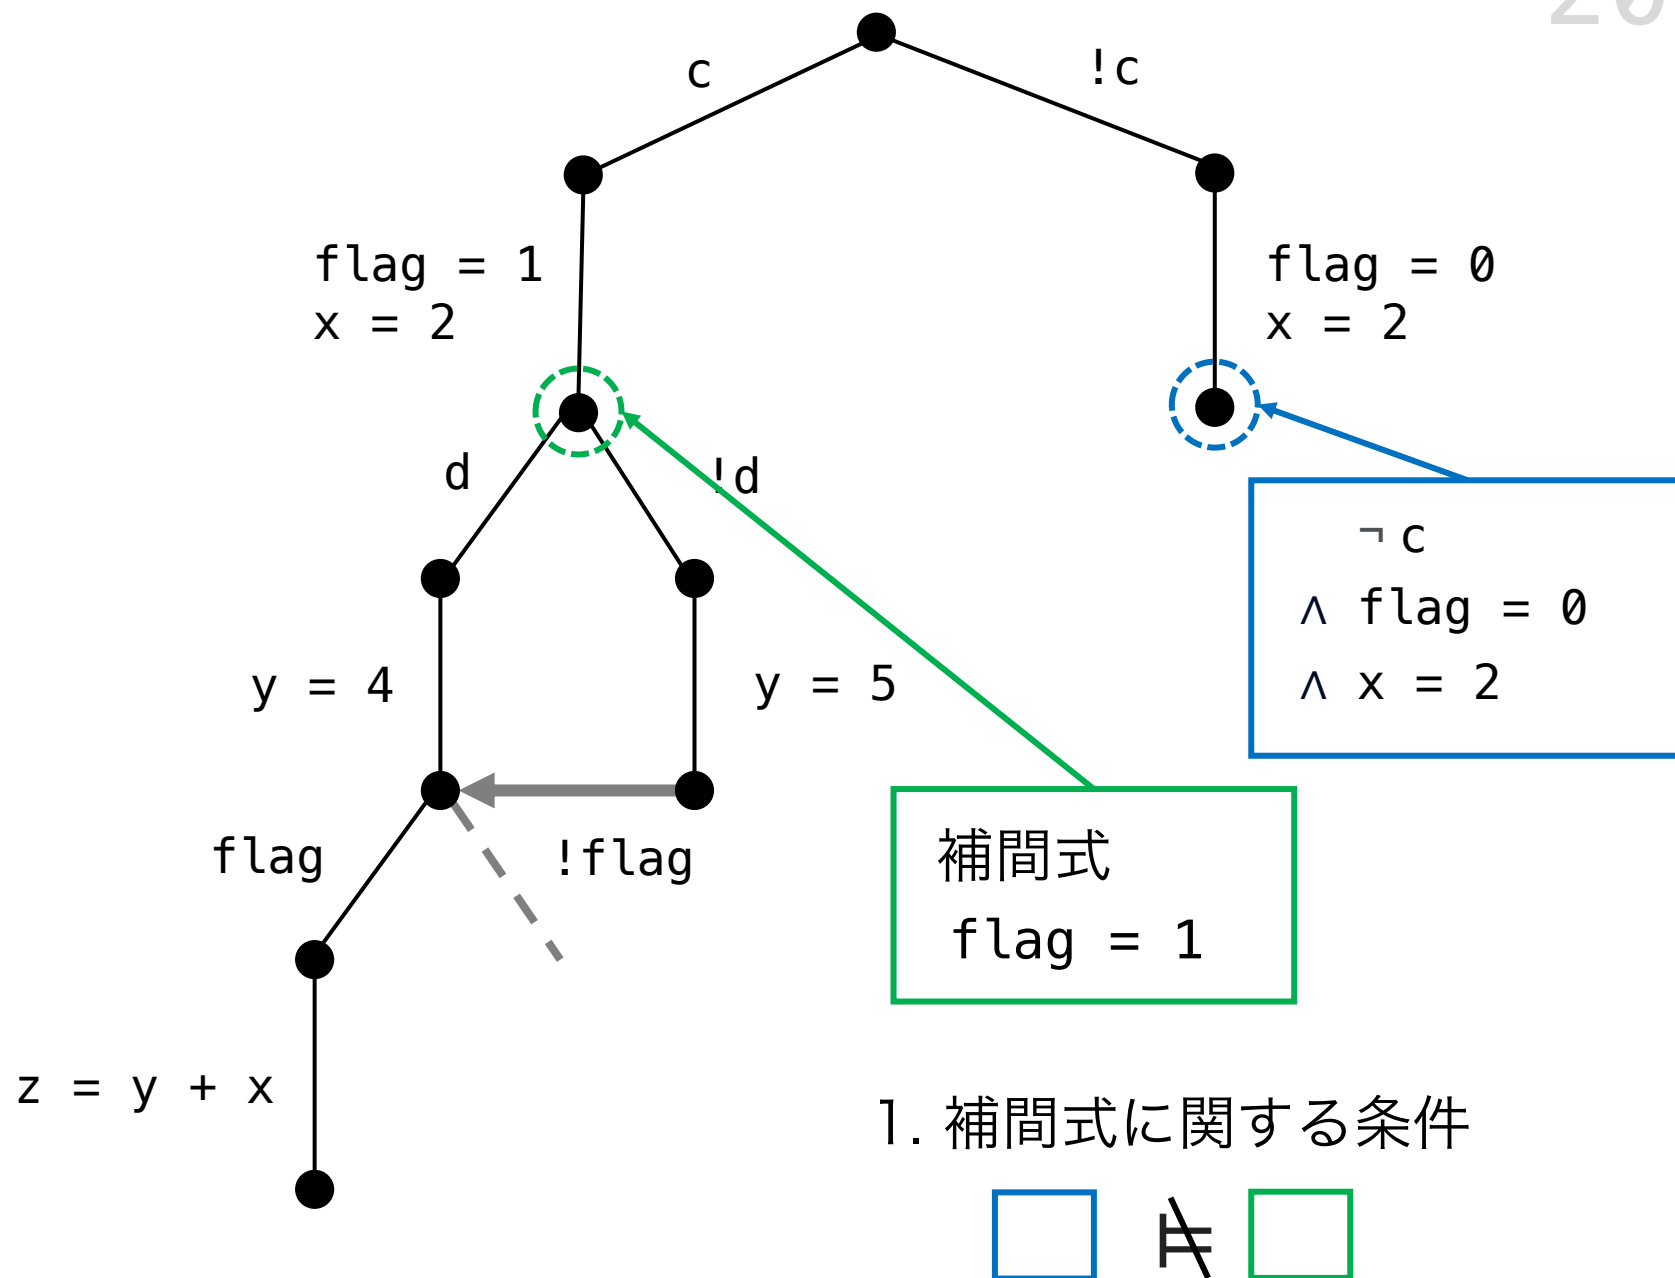 20
c
!c
flag = 1
x = 2
flag = 0
x = 2
d
!d
¬ c
∧ flag = 0
∧ x = 2
y = 4
y = 5
flag
!flag
補間式
flag = 1
z = y + x
1. 補間式に関する条件
⊭